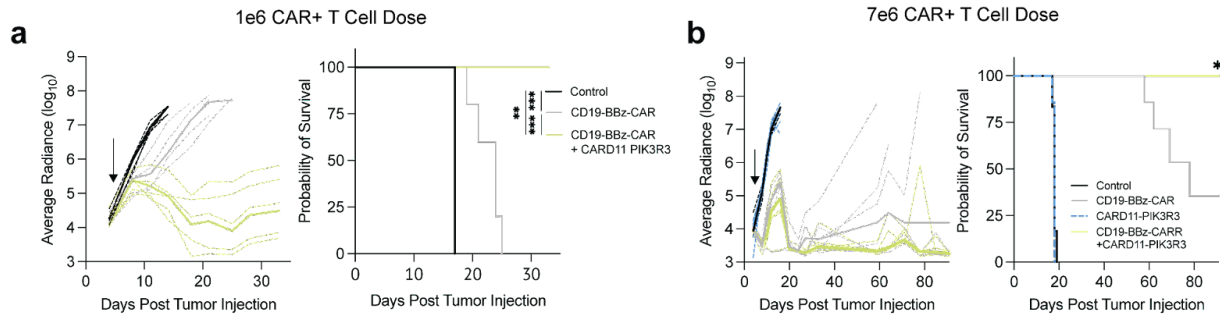 1e6 CAR+ T Cell Dose
7e6 CAR+ T Cell Dose
a
Average Radiance (log10)
9
8
7
6
5
4
3
0
10
20
30
Days Post Tumor Injection
Probability of Survival
100
75
50
25
0
0
10
20
30
Days Post Tumor Injection
** *** ***
Control
CD19-BBz-CAR
CD19-BBz-CAR
+ CARD11 PIK3R3
b
Average Radiance (log10)
9
8
7
6
5
4
3
0
20
40
60
80
Days Post Tumor Injection
Probability of Survival
100
75
50
25
0
0
20
40
60
80
Days Post Tumor Injection
*
Control
CD19-BBz-CAR
CARD11-PIK3R3
CD19-BBz-CARR
+CARD11-PIK3R3